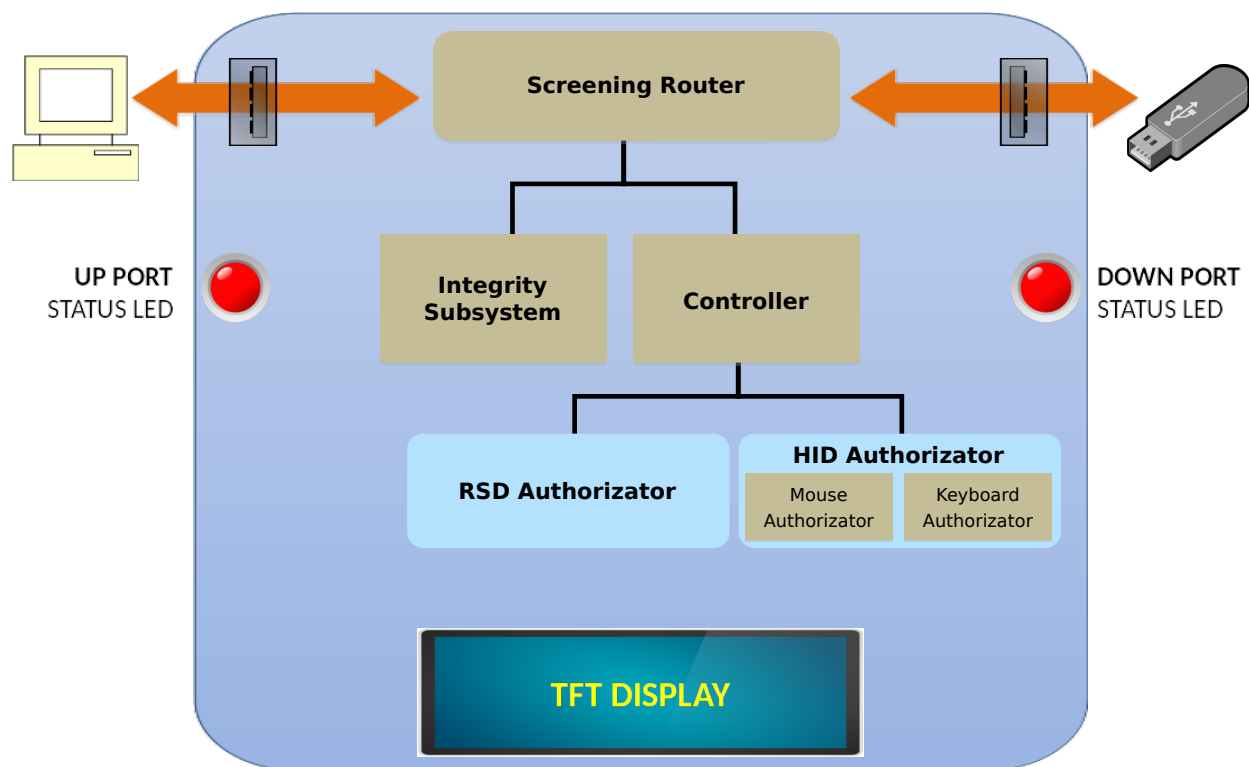 Screening Router
Integrity
Subsystem
Controller
UP PORT
STATUS LED
DOWN PORT
STATUS LED
RSD Authorizator
HID Authorizator
Mouse
Authorizator
Keyboard
Authorizator
TFT DISPLAY